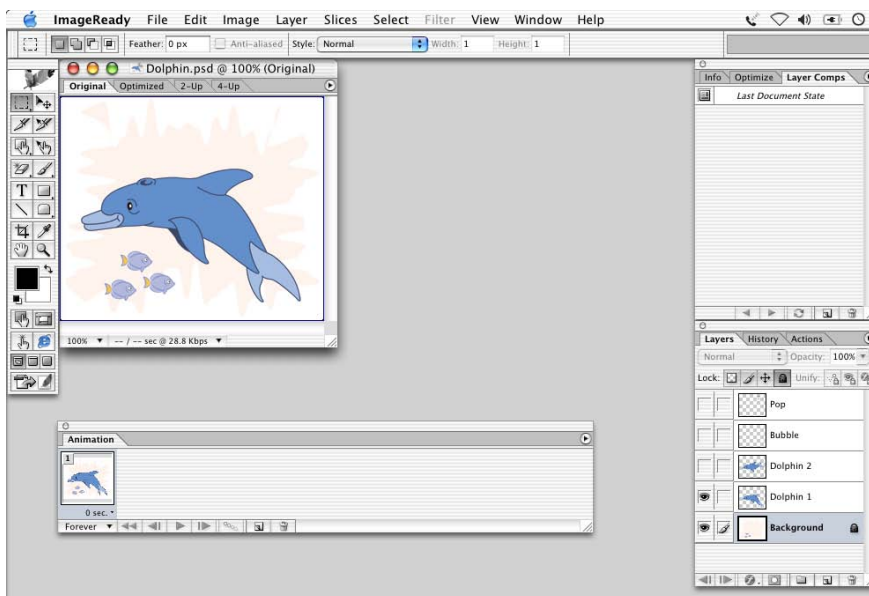 ImageReady File Edit Image Layer Slices Select Filter View Window Help
Feather: 0 px Anti-aliased Style: Normal Width: 1 Height: 1
Dolphin.psd @ 100% (Original)
Original Optimized 2-Up 4-Up
100% -- / -- sec @ 28.8 Kbps
Info Optimize Layer Comps
Last Document State
Layers History Actions
Normal Opacity: 100%
Lock: Unify:
Pop
Bubble
Dolphin 2
Dolphin 1
Background
Animation
1
0 sec.
Forever
T